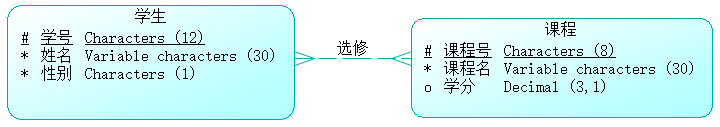 学生
# 学号 Characters (12)
* 姓名 Variable characters (30)
* 性别 Characters (1)
选修
课程
# 课程号 Characters (8)
* 课程名 Variable characters (30)
o 学分 Decimal (3,1)